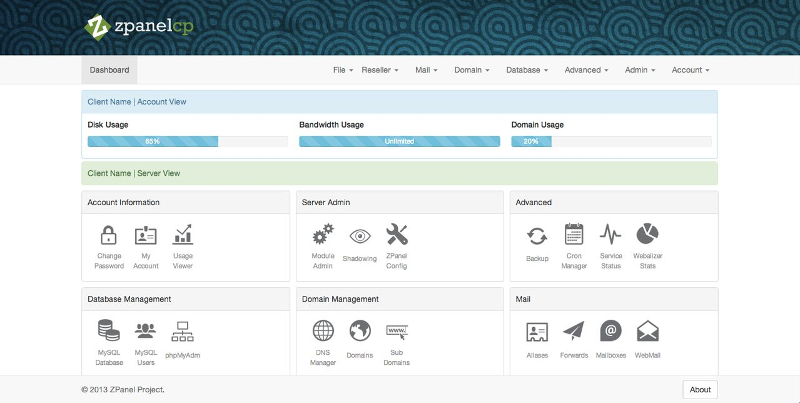 zpanelcp
Dashboard File Reseller Mail Domain Database Advanced Admin Account
Client Name | Account View
Disk Usage Bandwidth Usage Domain Usage
65% Unlimited 20%
Client Name | Server View
Account Information Server Admin Advanced
Change Password My Account Usage Viewer Module Admin Shadowing ZPanel Config Backup Cron Manager Service Status Webalizer Stats
Database Management Domain Management Mail
WWW.
MySQL Database MySQL Users phpMyAdm DNS Manager Domains Sub Domains Aliases Forwards Mailboxes WebMail
© 2013 ZPanel Project. About